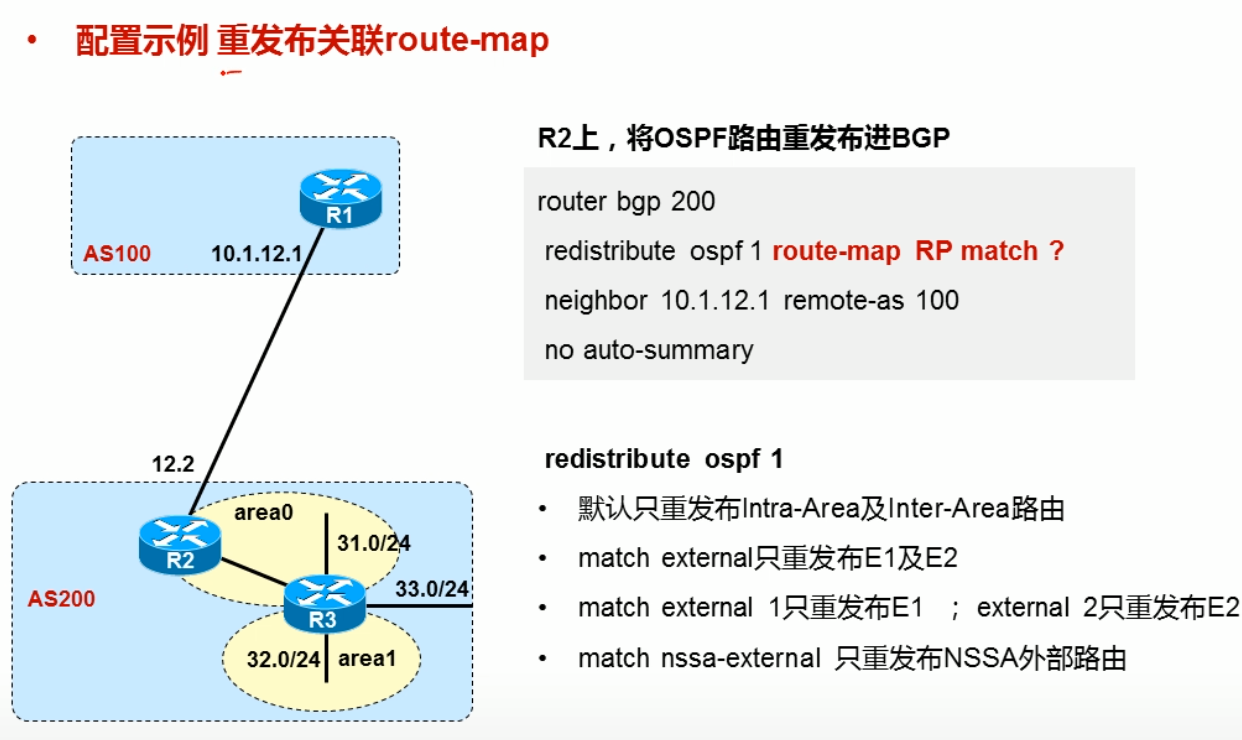 • 配置示例 重发布关联route-map
R1
AS100
10.1.12.1
12.2
area0
31.0/24
R2
33.0/24
AS200
R3
32.0/24
area1
R2上，将OSPF路由重发布进BGP
router bgp 200
redistribute ospf 1 route-map RP match ?
neighbor 10.1.12.1 remote-as 100
no auto-summary
redistribute ospf 1
• 默认只重发布Intra-Area及Inter-Area路由
• match external只重发布E1及E2
• match external 1只重发布E1 ；external 2只重发布E2
• match nssa-external 只重发布NSSA外部路由